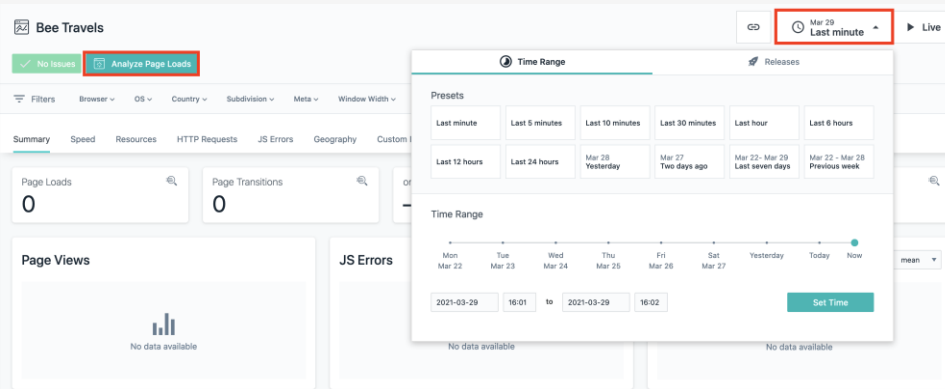 Bee Travels
Mar 29
Last minute
Live
No Issues
Analyze Page Loads
Time Range
Releases
Filters
Browser
OS
Country
Subdivision
Meta
Window Width
Presets
Last minute
Last 5 minutes
Last 10 minutes
Last 30 minutes
Last hour
Last 6 hours
Summary
Speed
Resources
HTTP Requests
JS Errors
Geography
Custom
Last 12 hours
Last 24 hours
Mar 28
Yesterday
Mar 27
Two days ago
Mar 22- Mar 29
Last seven days
Mar 22 - Mar 28
Previous week
Page Loads
0
Page Transitions
0
or
Time Range
Mon
Mar 22
Tue
Mar 23
Wed
Mar 24
Thu
Mar 25
Fri
Mar 26
Sat
Mar 27
Yesterday
Today
Now
Page Views
JS Errors
mean
2021-03-29
16:01
to
2021-03-29
16:02
Set Time
No data available
No data available
No data available